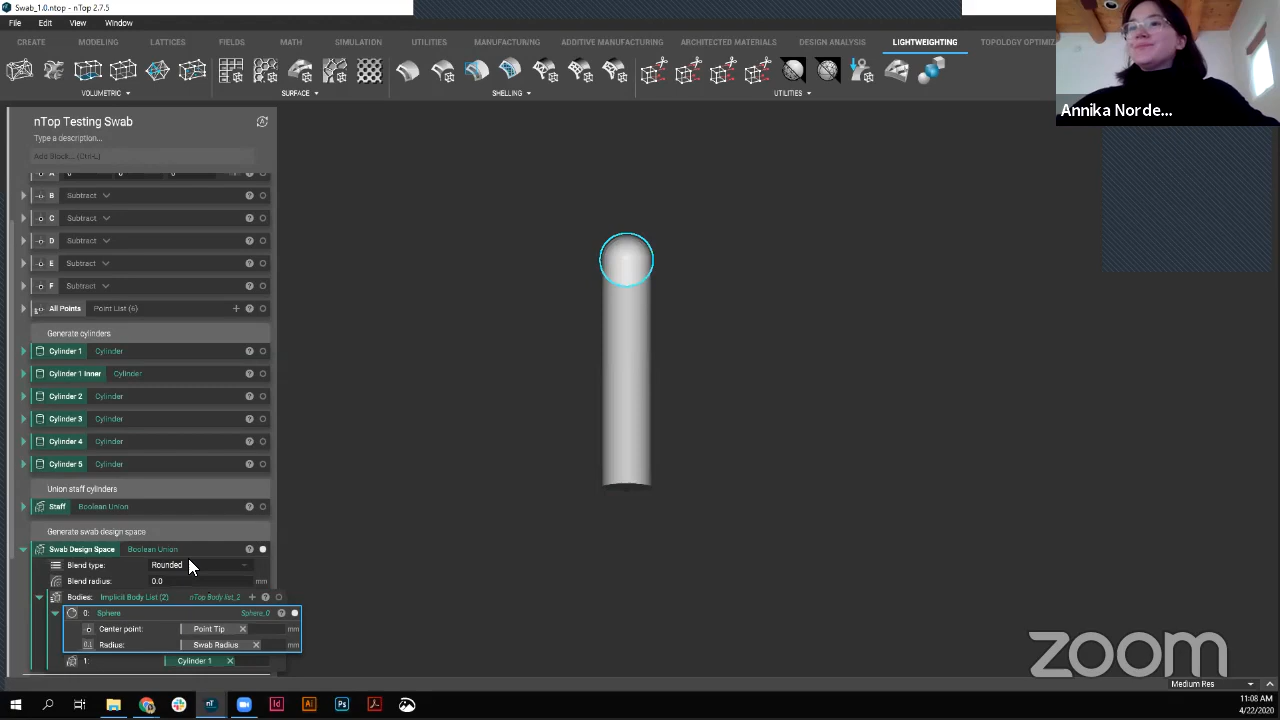 Swab_1.0.ntop - nTop 2.7.5
File Edit View Window
CREATE MODELING LATTICES FIELDS MATH SIMULATION UTILITIES MANUFACTURING ADDITIVE MANUFACTURING ARCHITECTED MATERIALS DESIGN ANALYSIS LIGHTWEIGHTING TOPOLOGY OPTIMIZ
VOLUMETRIC SURFACE SHELLING UTILITIES
Annika Norde...
nTop Testing Swab
Type a description...
Add Block... (Ctrl+L)
A 0 0 0
B Subtract
C Subtract
D Subtract
E Subtract
F Subtract
All Points Point List (6) +
Generate cylinders
Cylinder 1 Cylinder
Cylinder 1 Inner Cylinder
Cylinder 2 Cylinder
Cylinder 3 Cylinder
Cylinder 4 Cylinder
Cylinder 5 Cylinder
Union staff cylinders
Staff Boolean Union
Generate swab design space
Swab Design Space Boolean Union
Blend type: Rounded
Blend radius: 0.0 mm
Bodies: Implicit Body List (2) nTop Body list_2 +
0: Sphere Sphere_0
Center point: Point Tip mm
Radius: Swab Radius mm
1: Cylinder 1
zoom
Medium Res
11:08 AM
4/22/2020